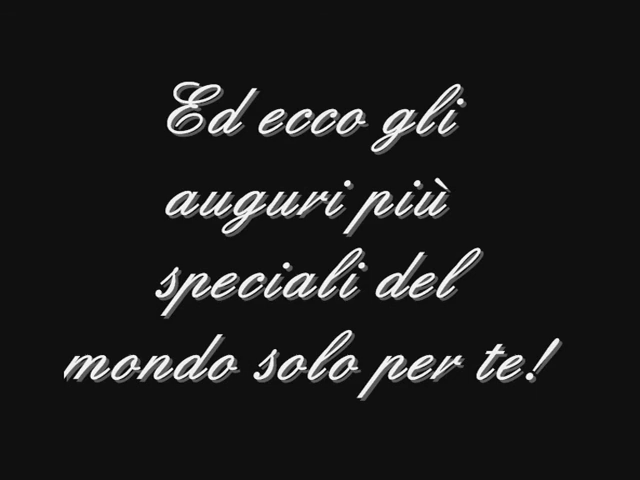 Ed ecco gli
auguri più
speciali del
mondo solo per te!